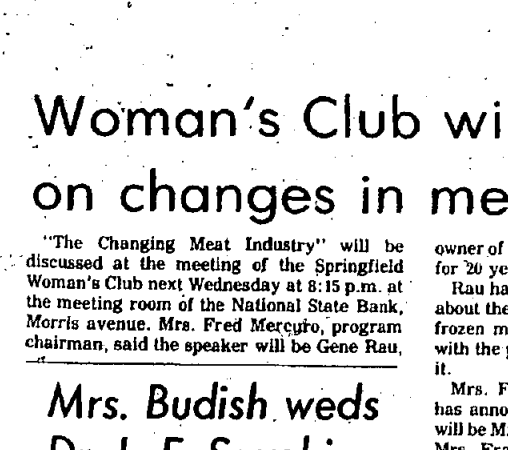 Woman's Club wi
on changes in me
"The Changing Meat Industry" will be
discussed at the meeting of the Springfield
Woman's Club next Wednesday at 8:15 p.m. at
the meeting room of the National State Bank,
Morris avenue. Mrs. Fred Mercuro, program
chairman, said the speaker will be Gene Rau,
owner of
for 20 ye
Rau ha
about the
frozen m
with the
it.
Mrs. F
has anno
will be M
Mrs. Fra
Mrs. Budish weds